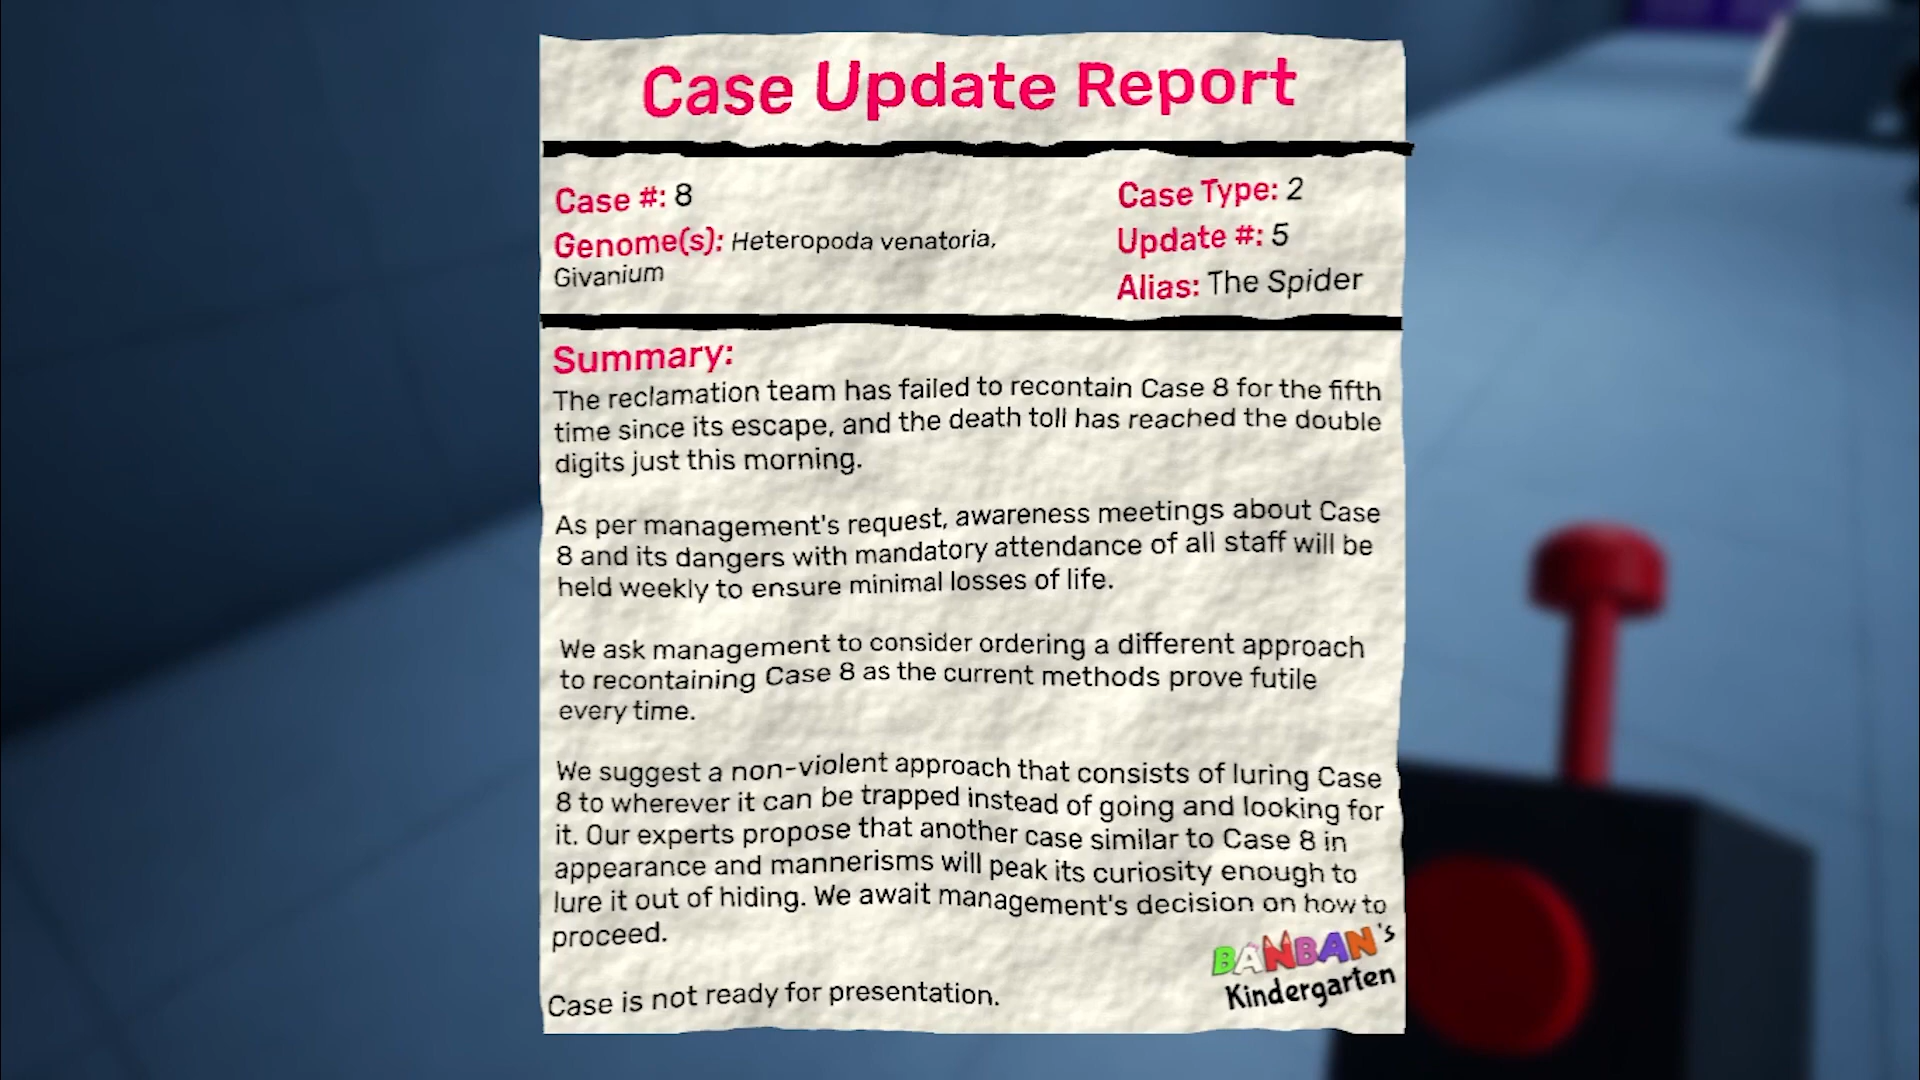 Case Update Report
Case #: 8
Genome(s): Heteropoda venatoria,
Givanium
Case Type: 2
Update #: 5
Alias: The Spider
Summary:
The reclamation team has failed to recontain Case 8 for the fifth
time since its escape, and the death toll has reached the double
digits just this morning.
As per management's request, awareness meetings about Case
8 and its dangers with mandatory attendance of all staff will be
held weekly to ensure minimal losses of life.
We ask management to consider ordering a different approach
to recontaining Case 8 as the current methods prove futile
every time.
We suggest a non-violent approach that consists of luring Case
8 to wherever it can be trapped instead of going and looking for
it. Our experts propose that another case similar to Case 8 in
appearance and mannerisms will peak its curiosity enough to
lure it out of hiding. We await management's decision on how to
proceed.
Case is not ready for presentation.
BANBAN's
Kindergarten